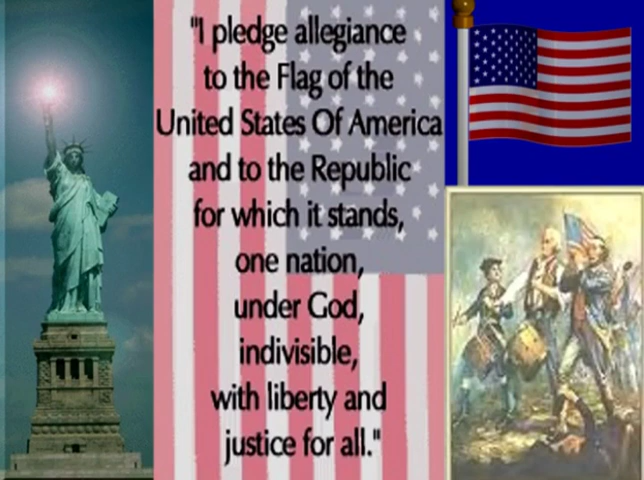 "I pledge allegiance
to the Flag of the
United States Of America
and to the Republic
for which it stands,
one nation,
under God,
indivisible,
with liberty and
justice for all."